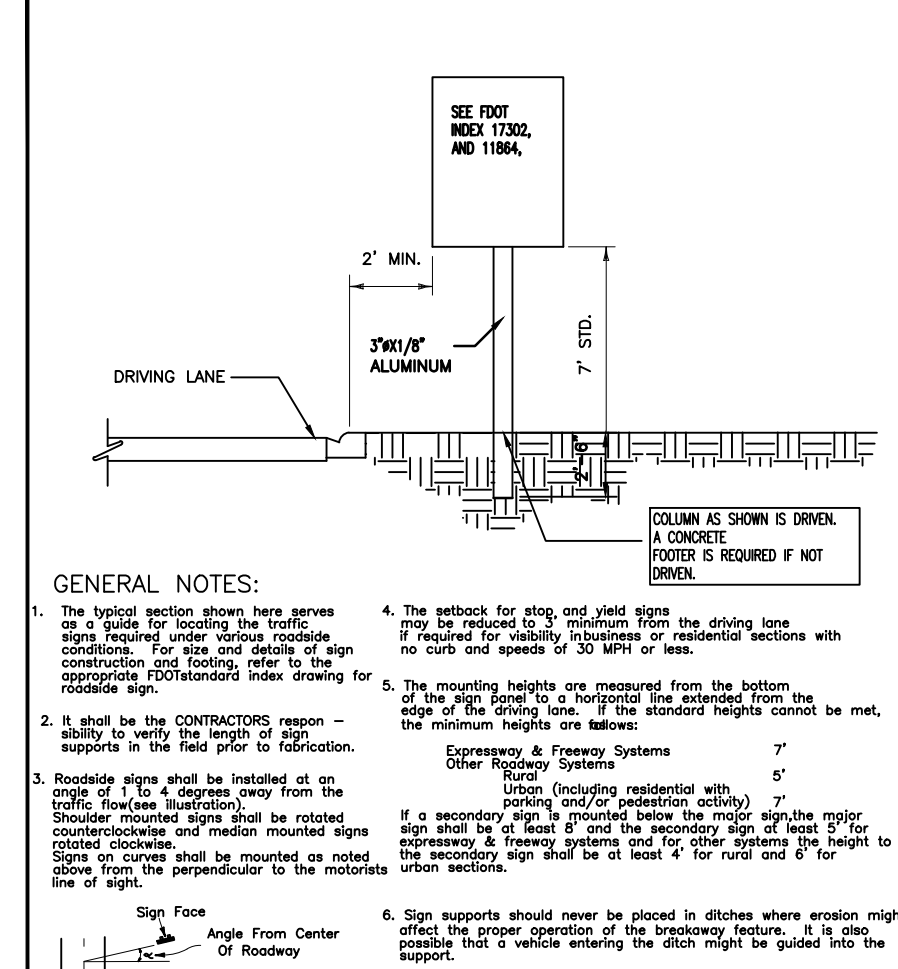 SEE FDOT
INDEX 17302,
AND 11864,
2' MIN.
3"øX1/8"
ALUMINUM
7' STD.
DRIVING LANE
2'-6"
COLUMN AS SHOWN IS DRIVEN.
A CONCRETE
FOOTER IS REQUIRED IF NOT
DRIVEN.
GENERAL NOTES:
1. The typical section shown here serves
as a guide for locating the traffic
signs required under various roadside
conditions. For size and details of sign
construction and footing, refer to the
appropriate FDOTstandard index drawing for
roadside sign.
2. It shall be the CONTRACTORS respon –
sibility to verify the length of sign
supports in the field prior to fabrication.
3. Roadside signs shall be installed at an
angle of 1 to 4 degrees away from the
traffic flow(see illustration).
Shoulder mounted signs shall be rotated
counterclockwise and median mounted signs
rotated clockwise.
Signs on curves shall be mounted as noted
above from the perpendicular to the motorists
line of sight.
Sign Face
Angle From Center
Of Roadway
4. The setback for stop and yield signs
may be reduced to 3' minimum from the driving lane
if required for visibility inbusiness or residential sections with
no curb and speeds of 30 MPH or less.
5. The mounting heights are measured from the bottom
of the sign panel to a horizontal line extended from the
edge of the driving lane. If the standard heights cannot be met,
the minimum heights are
Expressway & Freeway Systems 7'
Other Roadway Systems
Rural 5'
Urban (including residential with
parking and/or pedestrian activity) 7'
If a secondary sign is mounted below the major sign,the major
sign shall be at least 8' and the secondary sign at least 5' for
expressway & freeway systems and for other systems the height to
the secondary sign shall be at least 4' for rural and 6' for
urban sections.
6. Sign supports should never be placed in ditches where erosion migh
affect the proper operation of the breakaway feature. It is also
possible that a vehicle entering the ditch might be guided into the
support.